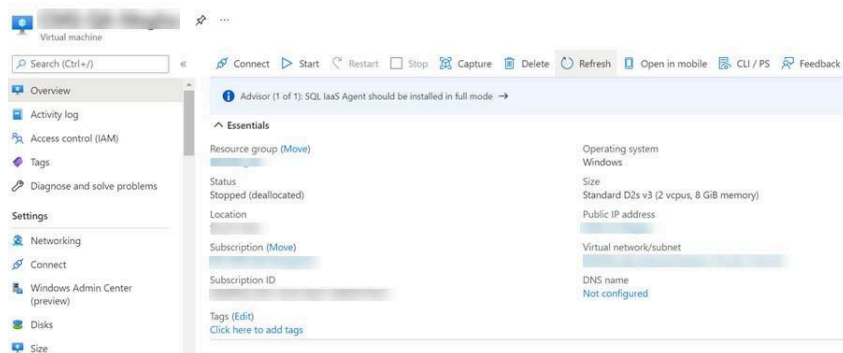 Virtual machine
Search (Ctrl+/)
Connect Start Restart Stop Capture Delete Refresh Open in mobile CLI / PS Feedback
Overview
Activity log
Access control (IAM)
Tags
Diagnose and solve problems
Settings
Networking
Connect
Windows Admin Center
(preview)
Disks
Size
Advisor (1 of 1): SQL IaaS Agent should be installed in full mode →
Essentials
Resource group (Move)
Status
Stopped (deallocated)
Location
Subscription (Move)
Subscription ID
Tags (Edit)
Click here to add tags
Operating system
Windows
Size
Standard D2s v3 (2 vcpus, 8 GiB memory)
Public IP address
Virtual network/subnet
DNS name
Not configured